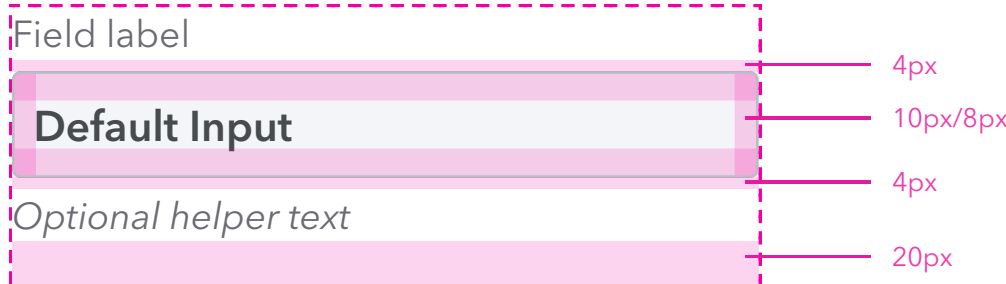 Field label
4px
Default Input
10px/8px
4px
Optional helper text
20px